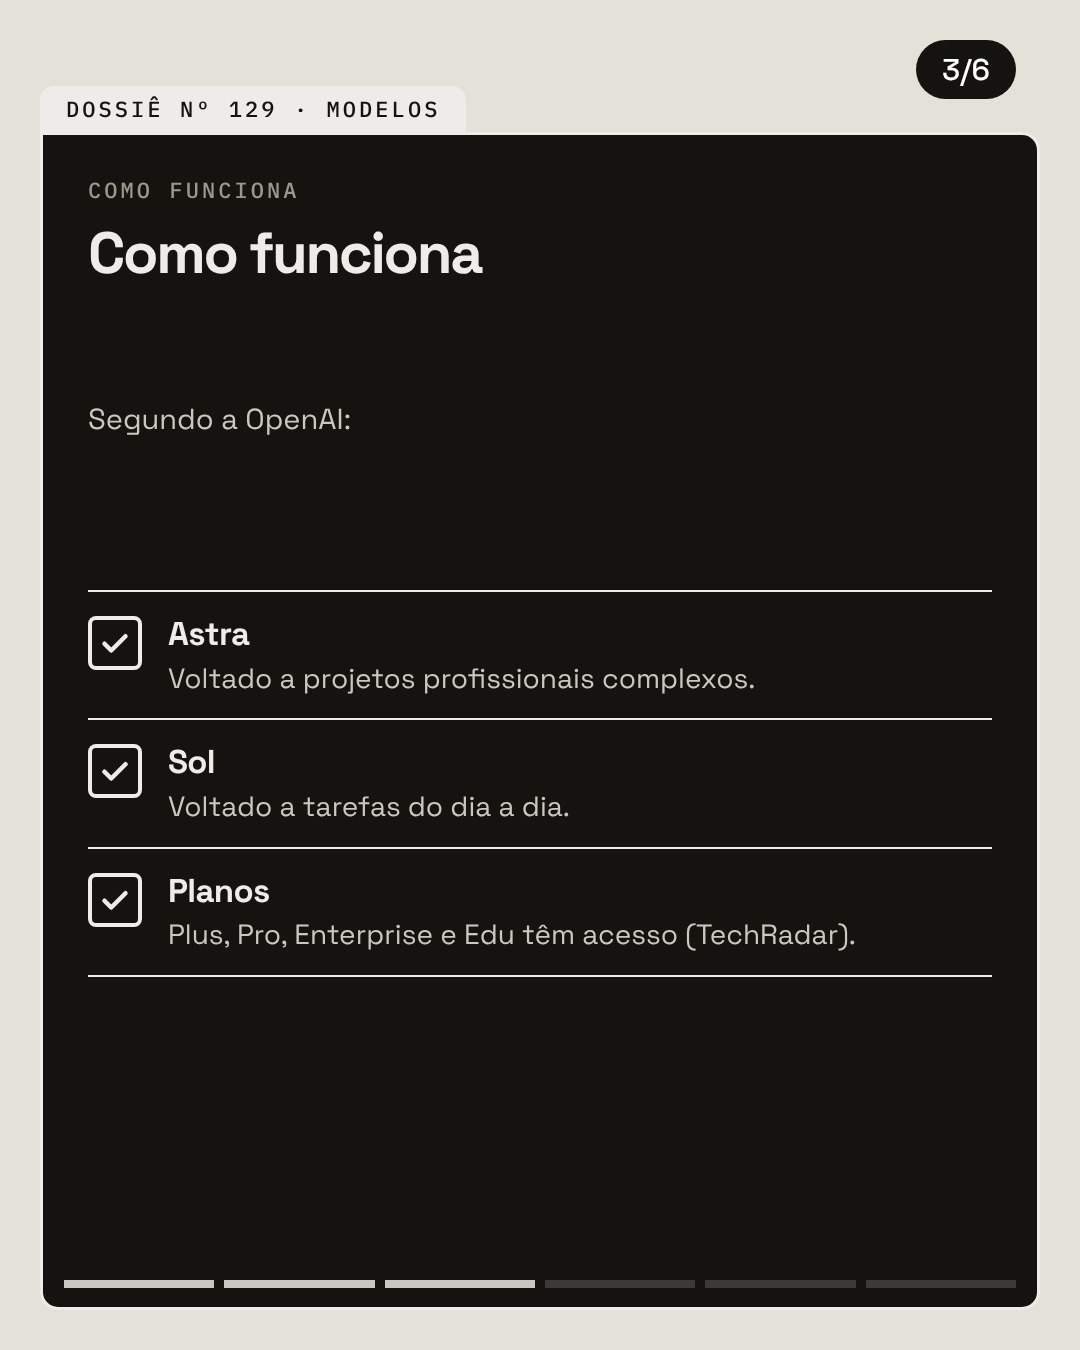 3/6
DOSSIÊ Nº 129 · MODELOS
COMO FUNCIONA
Como funciona
Segundo a OpenAI:
Astra
Voltado a projetos profissionais complexos.
Sol
Voltado a tarefas do dia a dia.
Planos
Plus, Pro, Enterprise e Edu têm acesso (TechRadar).